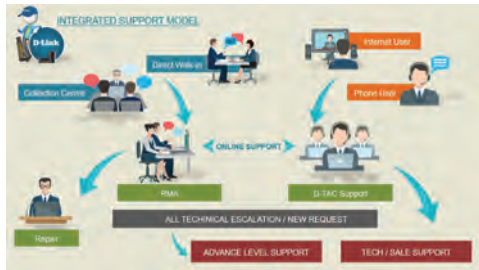 INTEGRATED SUPPORT MODEL
D-Link
Direct Walk-in
Internet User
Collection Centre
Phone User
ONLINE SUPPORT
RMA
D-TAC Support
ALL TECHINICAL ESCALATION / NEW REQUEST
Repair
ADVANCE LEVEL SUPPORT
TECH / SALE SUPPORT